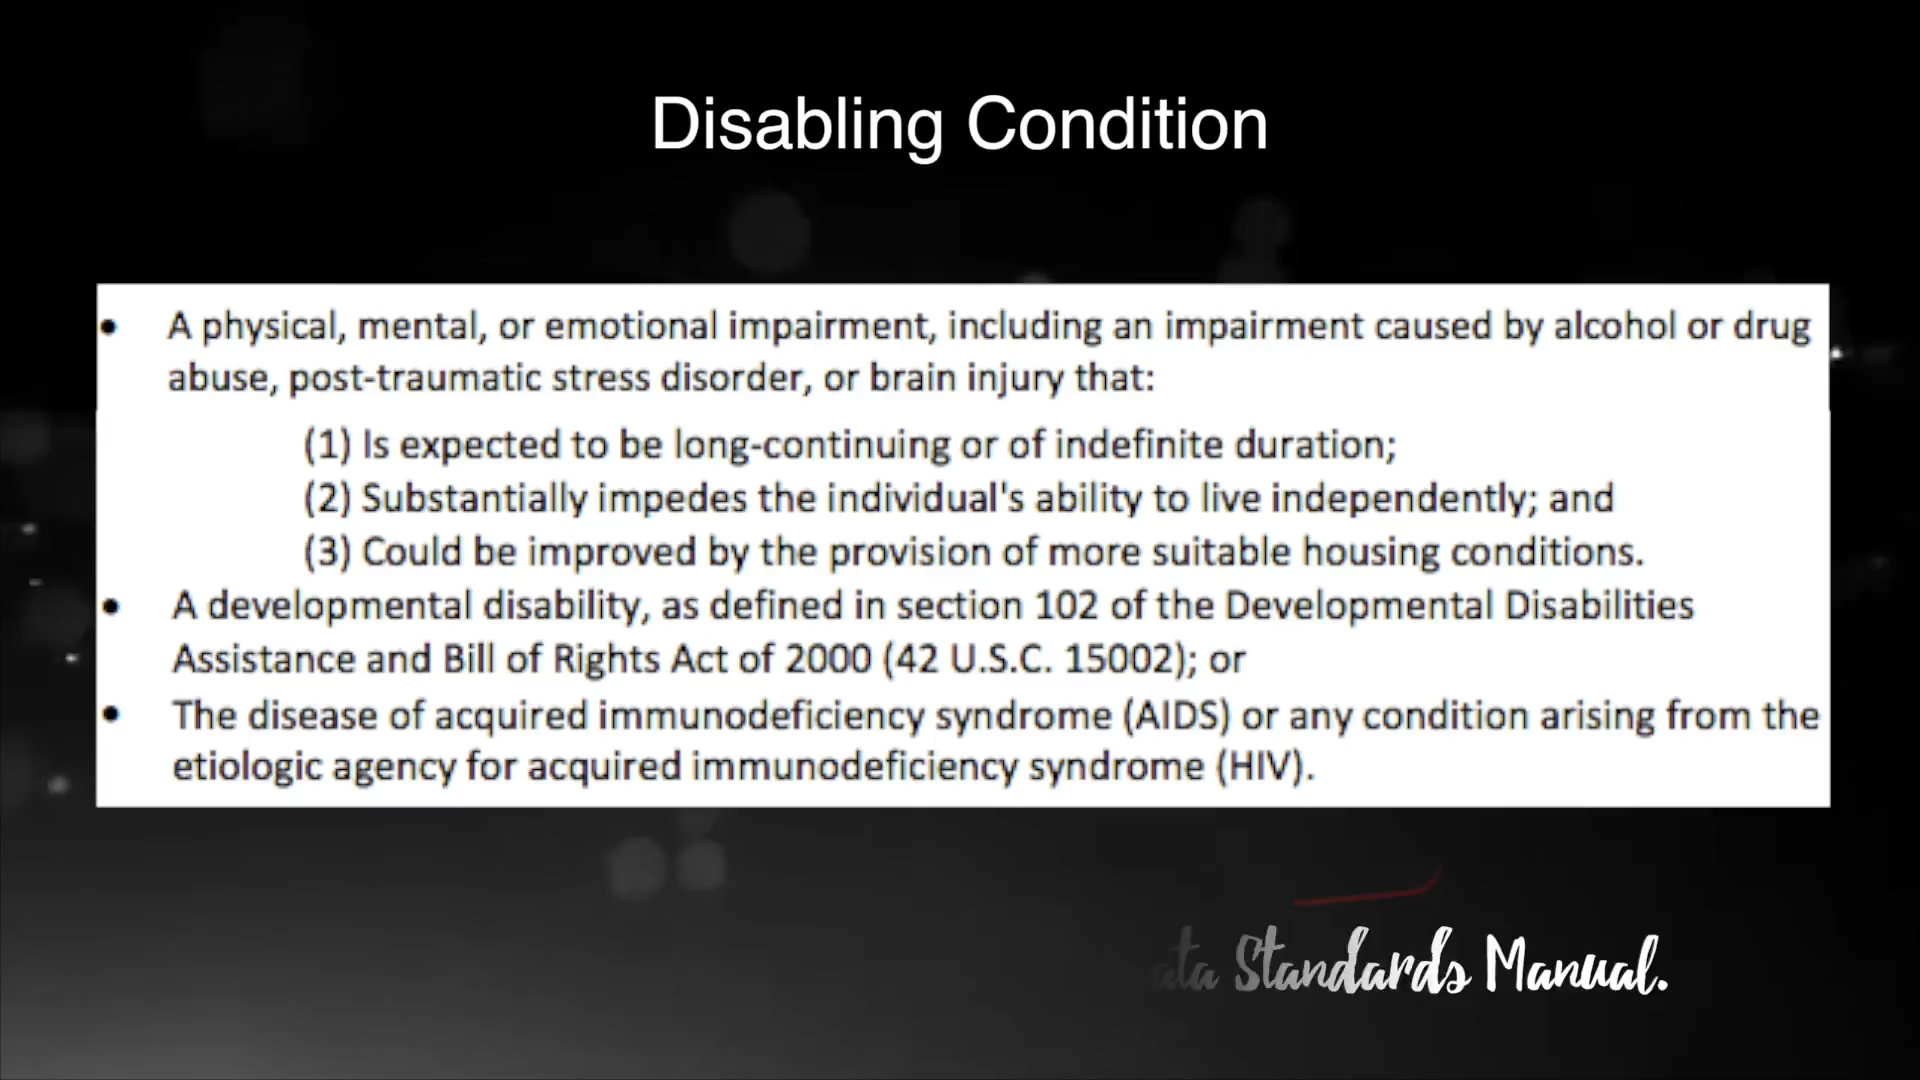 Disabling Condition
• A physical, mental, or emotional impairment, including an impairment caused by alcohol or drug
abuse, post-traumatic stress disorder, or brain injury that:
(1) Is expected to be long-continuing or of indefinite duration;
(2) Substantially impedes the individual's ability to live independently; and
(3) Could be improved by the provision of more suitable housing conditions.
• A developmental disability, as defined in section 102 of the Developmental Disabilities
Assistance and Bill of Rights Act of 2000 (42 U.S.C. 15002); or
• The disease of acquired immunodeficiency syndrome (AIDS) or any condition arising from the
etiologic agency for acquired immunodeficiency syndrome (HIV).
Standards Manual.